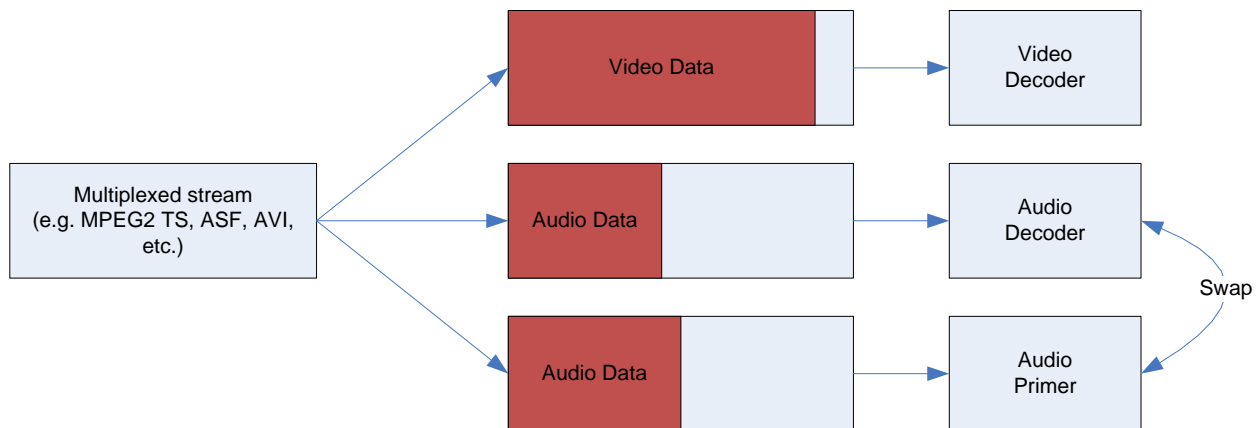 Video Data
Video
Decoder
Multiplexed stream
(e.g. MPEG2 TS, ASF, AVI,
etc.)
Audio Data
Audio
Decoder
Swap
Audio Data
Audio
Primer